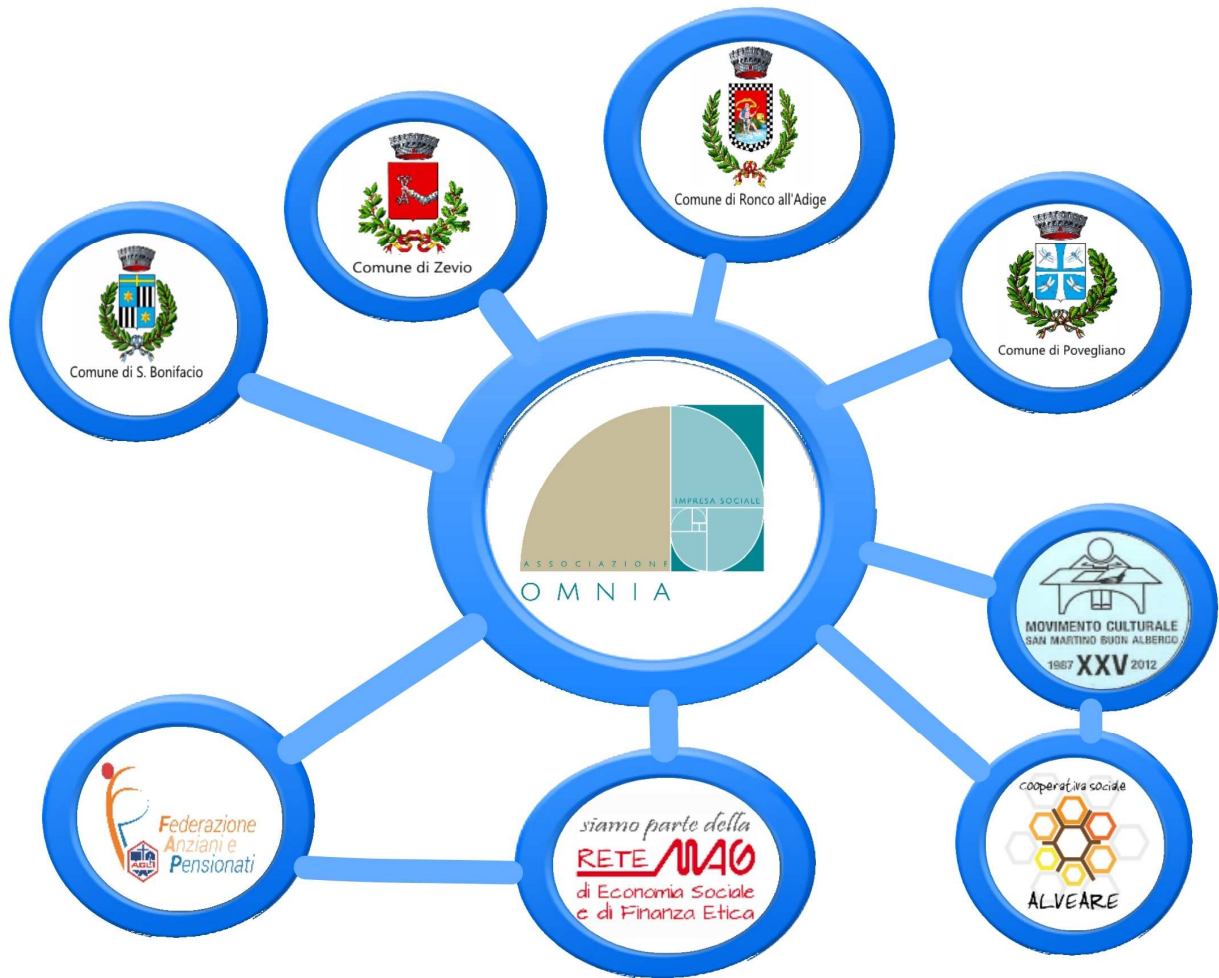 Comune di Ronco all'Adige
Comune di Zevio
Comune di Povegliano
Comune di S. Bonifacio
IMPRESA SOCIALE
ASSOCIAZIONE
OMNIA
MOVIMENTO CULTURALE
SAN MARTINO BUON ALBERGO
1987 XXV 2012
Federazione
Anziani e
Pensionati
ACLI
siamo parte della
RETE MAG
di Economia Sociale
e di Finanza Etica
cooperativa sociale
ALVEARE